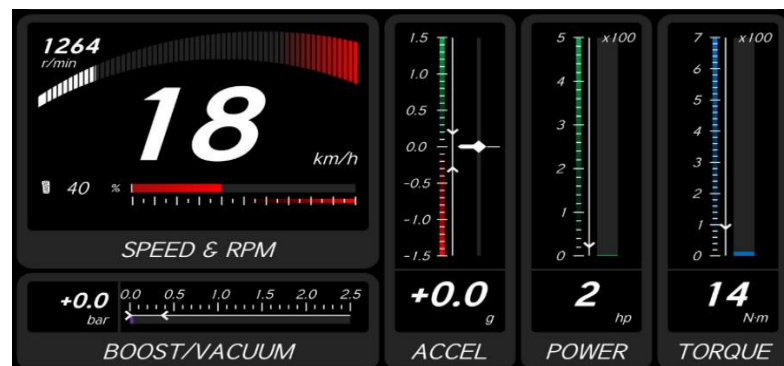 1264
r/min
18
km/h
40 %
SPEED & RPM
+0.0
bar
0.0 0.5 1.0 1.5 2.0 2.5
BOOST/VACUUM
1.5
1.0
0.5
0.0
-0.5
-1.0
-1.5
+0.0
g
ACCEL
x100
5
4
3
2
1
0
2
hp
POWER
x100
7
6
5
4
3
2
1
0
14
N·m
TORQUE